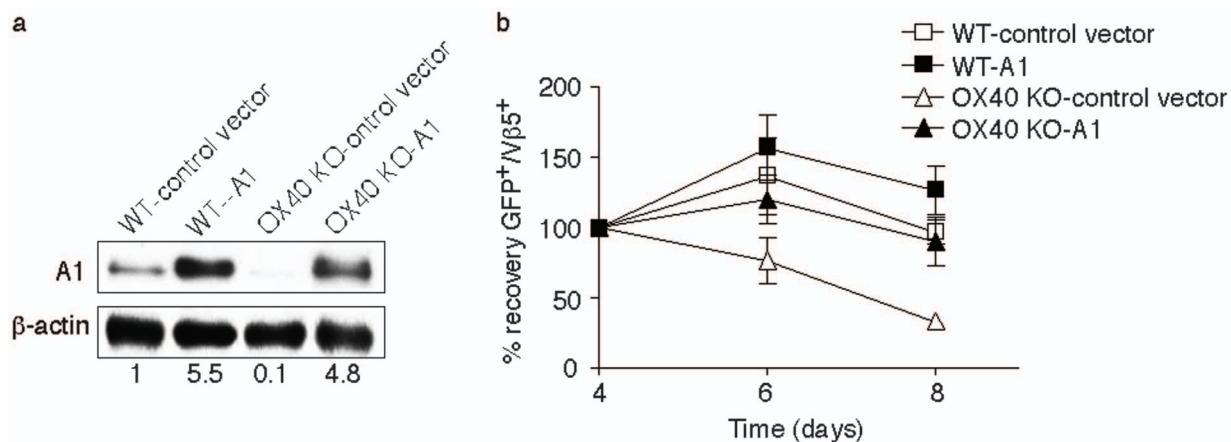 a
WT-control vector
WT--A1
OX40 KO-ontrol vector
OX40 KO-A1
A1
β-actin
1 5.5 0.1 4.8
b
WT-control vector
WT-A1
OX40 KO-control vector
OX40 KO-A1
% recovery GFP⁺/Vβ5⁺
200
150
100
50
0
4 6 8
Time (days)